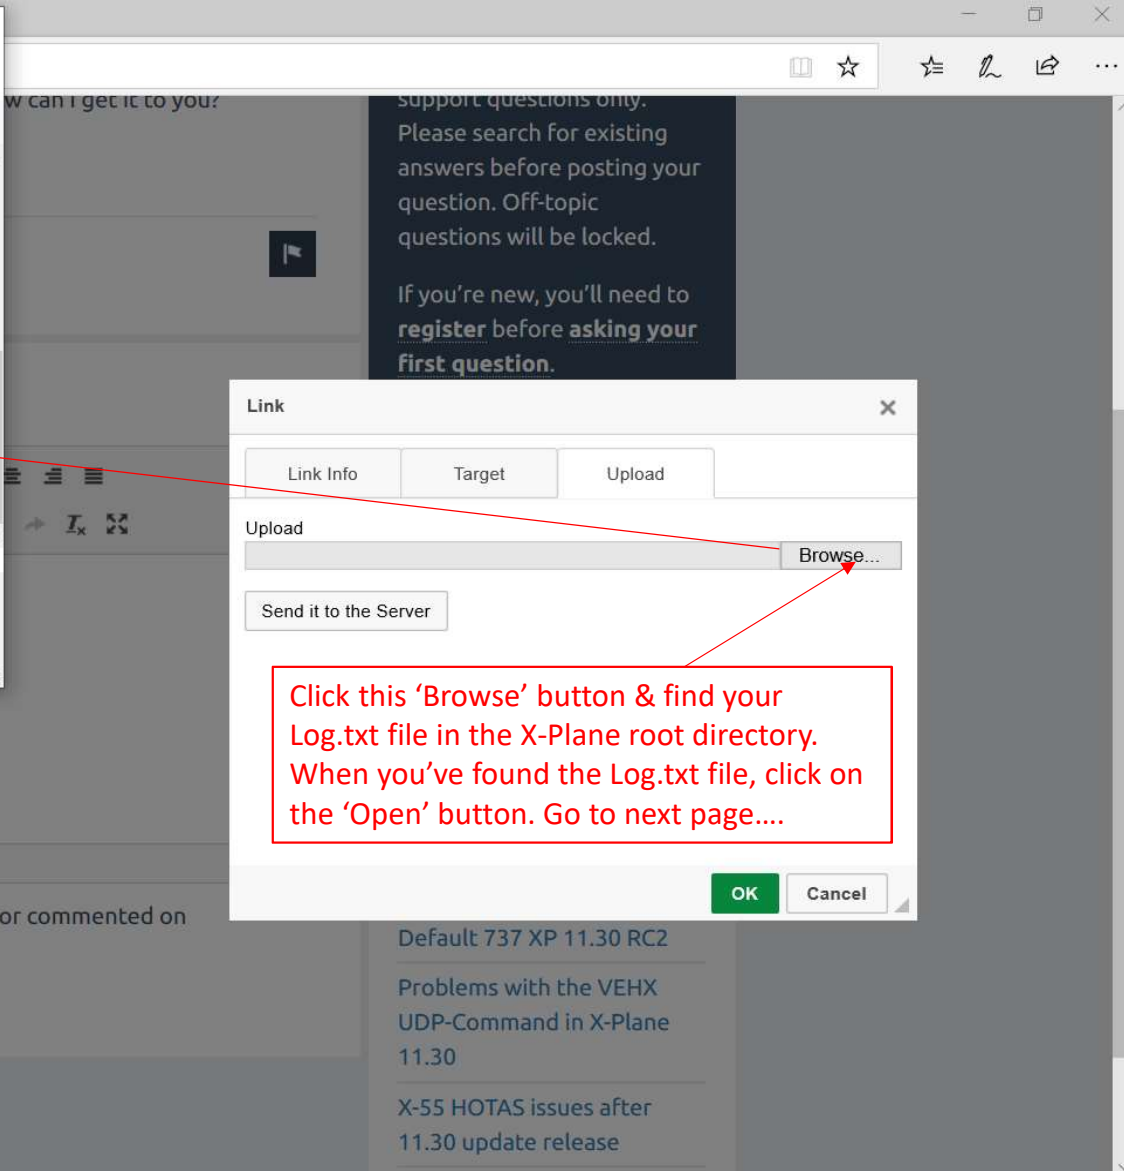 w can I get it to you?
support questions only.
Please search for existing
answers before posting your
question. Off-topic
questions will be locked.
If you're new, you'll need to
register before asking your
first question.
Link
Link Info
Target
Upload
Upload
Browse...
Send it to the Server
Click this ‘Browse’ button & find your
Log.txt file in the X-Plane root directory.
When you’ve found the Log.txt file, click on
the ‘Open’ button. Go to next page….
OK
Cancel
or commented on
Default 737 XP 11.30 RC2
Problems with the VEHX
UDP-Command in X-Plane
11.30
X-55 HOTAS issues after
11.30 update release